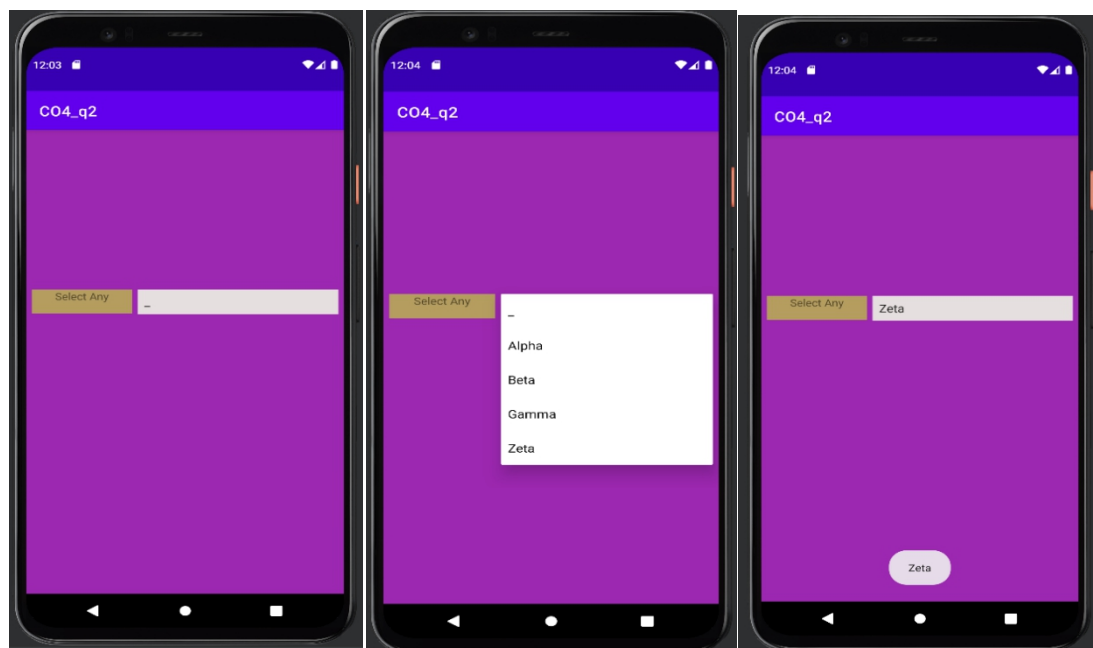 12:03
CO4_q2
Select Any
_
12:04
CO4_q2
Select Any
_
Alpha
Beta
Gamma
Zeta
12:04
CO4_q2
Select Any
Zeta
Zeta